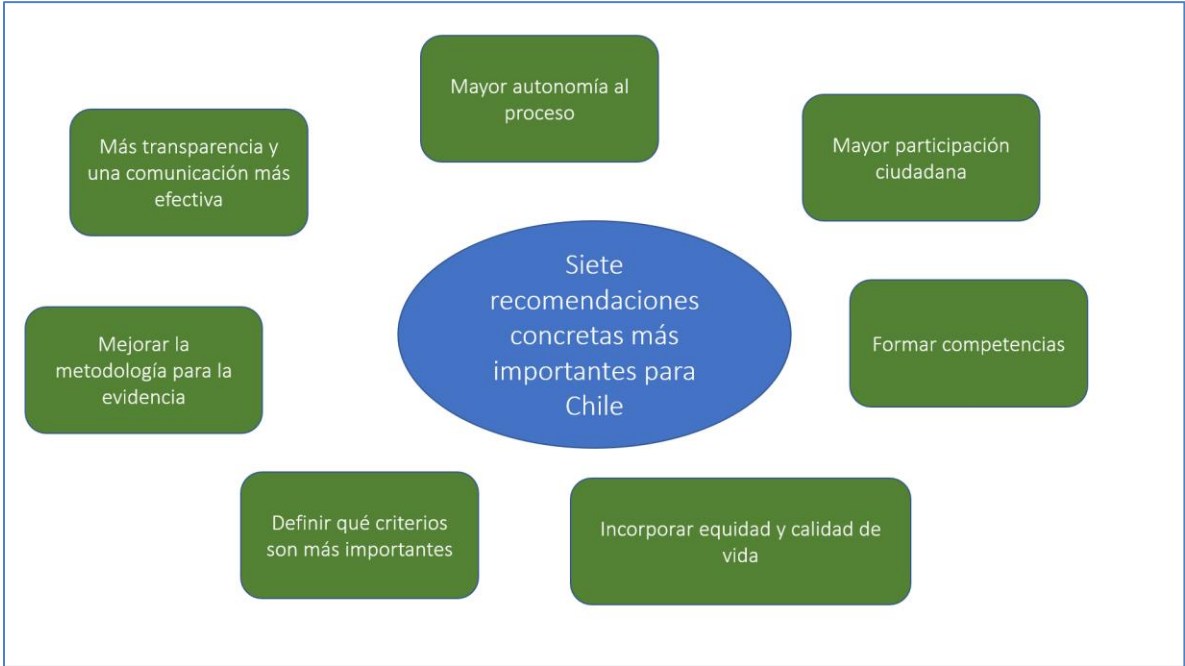 Mayor autonomía al
proceso
Más transparencia y
una comunicación más
efectiva
Mayor participación
ciudadana
Siete
recomendaciones
concretas más
importantes para
Chile
Mejorar la
metodología para la
evidencia
Formar competencias
Definir qué criterios
son más importantes
Incorporar equidad y calidad de
vida